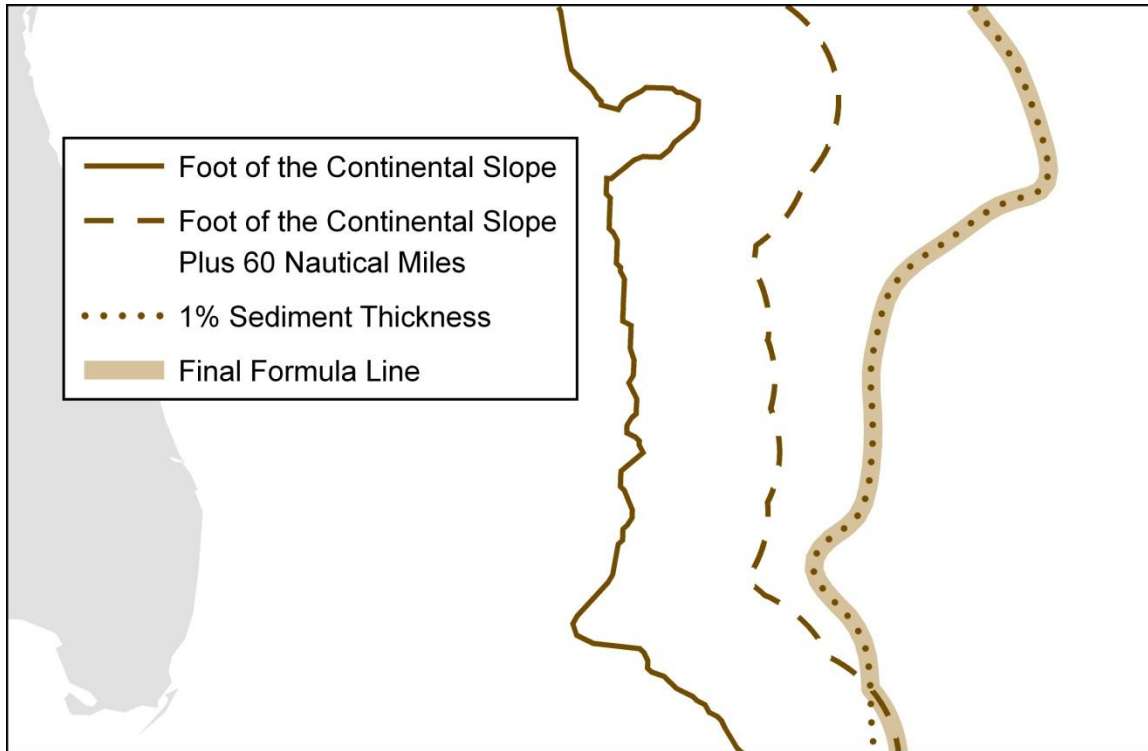 Foot of the Continental Slope
Foot of the Continental Slope
Plus 60 Nautical Miles
1% Sediment Thickness
Final Formula Line